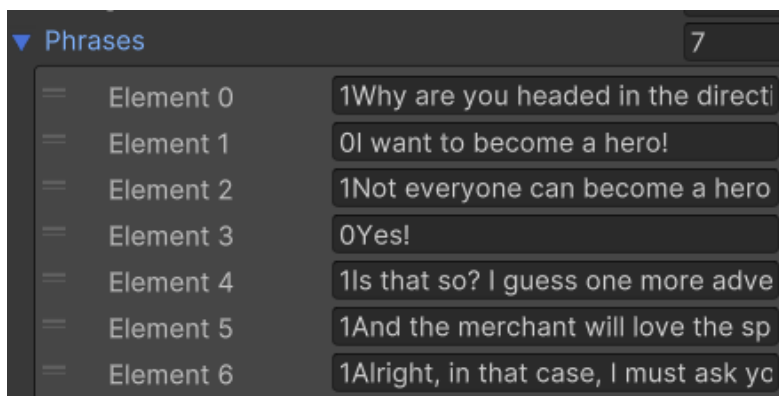 Phrases 7
Element 0 1Why are you headed in the directi
Element 1 0I want to become a hero!
Element 2 1Not everyone can become a hero
Element 3 0Yes!
Element 4 1Is that so? I guess one more adve
Element 5 1And the merchant will love the sp
Element 6 1Alright, in that case, I must ask yo